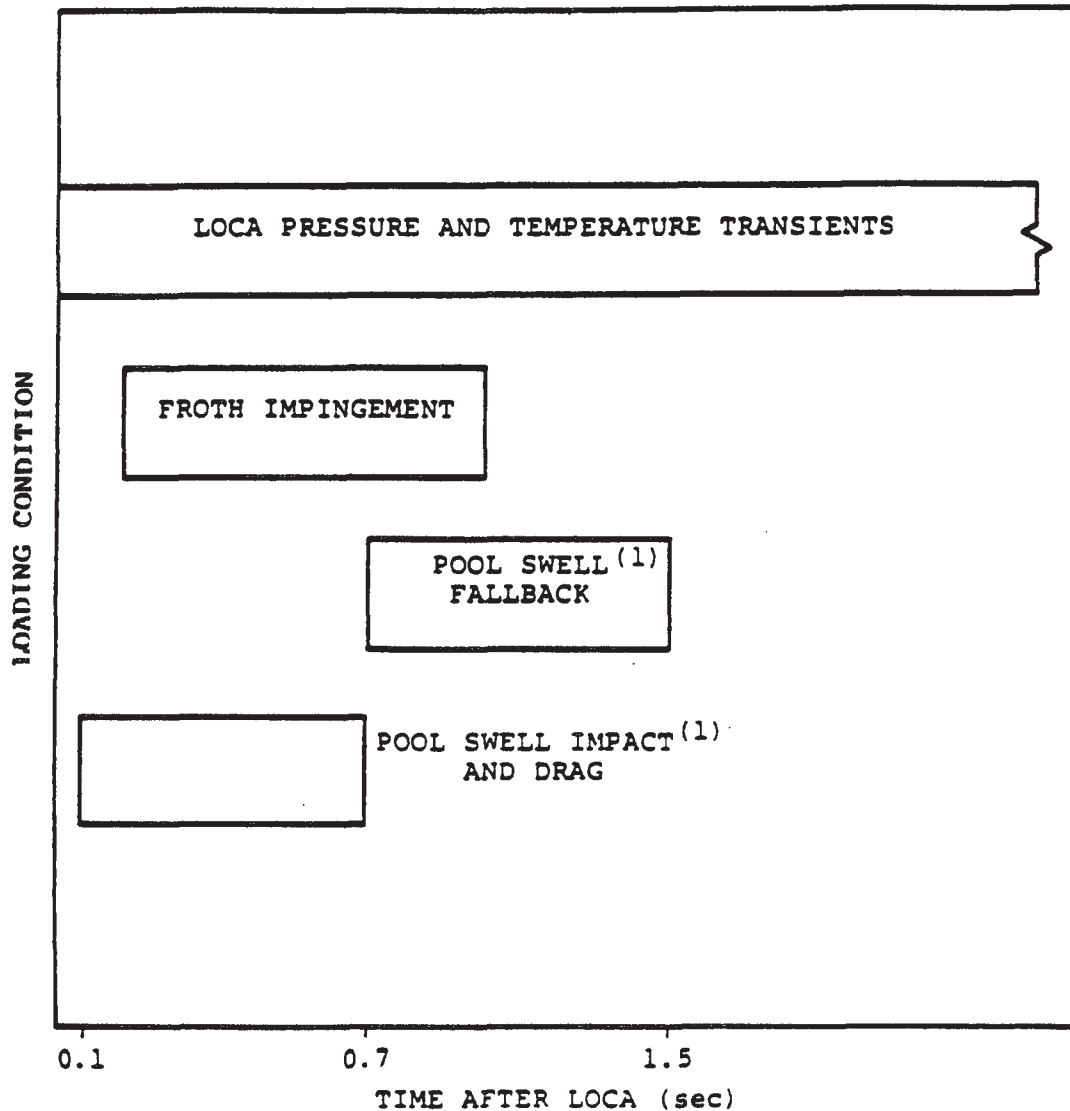 LOCA PRESSURE AND TEMPERATURE TRANSIENTS
FROTH IMPINGEMENT
POOL SWELL(1)
FALLBACK
POOL SWELL IMPACT(1)
AND DRAG
LOADING CONDITION
0.1 0.7 1.5
TIME AFTER LOCA (sec)